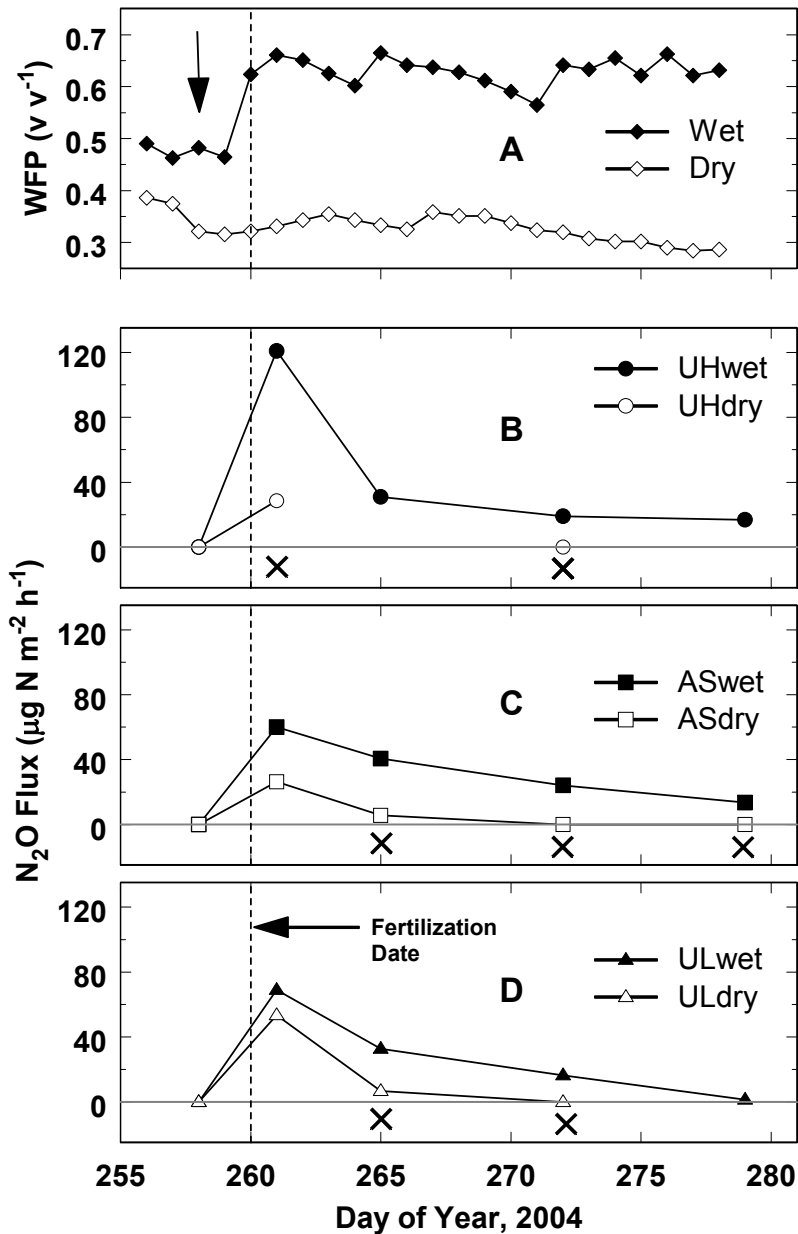 0.7
0.6
0.5
0.4
0.3
WFP (v v-1)
A
Wet
Dry
120
80
40
0
B
UHwet
UHdry
N2O Flux (µg N m-2 h-1)
120
80
40
0
C
ASwet
ASdry
120
80
40
0
Fertilization
Date
D
ULwet
ULdry
255 260 265 270 275 280
Day of Year, 2004